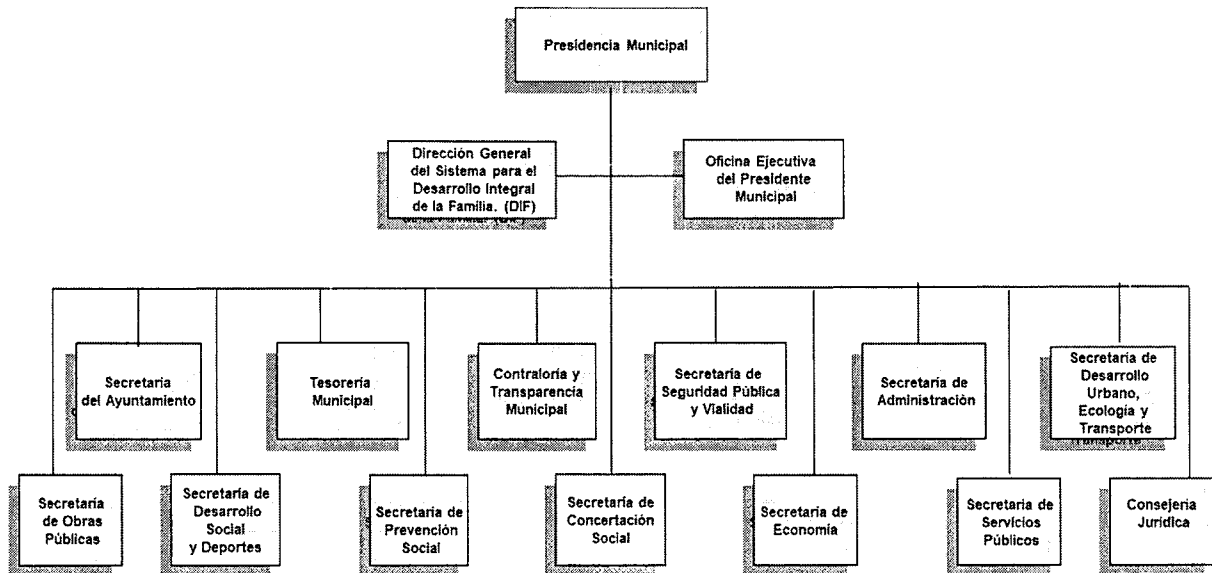 Presidencia Municipal
Dirección General
del Sistema para el
Desarrollo Integral
de la Familia. (DIF)
Oficina Ejecutiva
del Presidente
Municipal
Secretaría
del Ayuntamiento
Tesorería
Municipal
Contraloría y
Transparencia
Municipal
Secretaría de
Seguridad Pública
y Vialidad
Secretaría de
Administración
Secretaría de
Desarrollo
Urbano,
Ecología y
Transporte
Secretaría
de Obras
Públicas
Secretaría de
Desarrollo
Social
y Deportes
Secretaría de
Prevención
Social
Secretaría de
Concertación
Social
Secretaría de
Economía
Secretaría de
Servicios
Públicos
Consejería
Jurídica